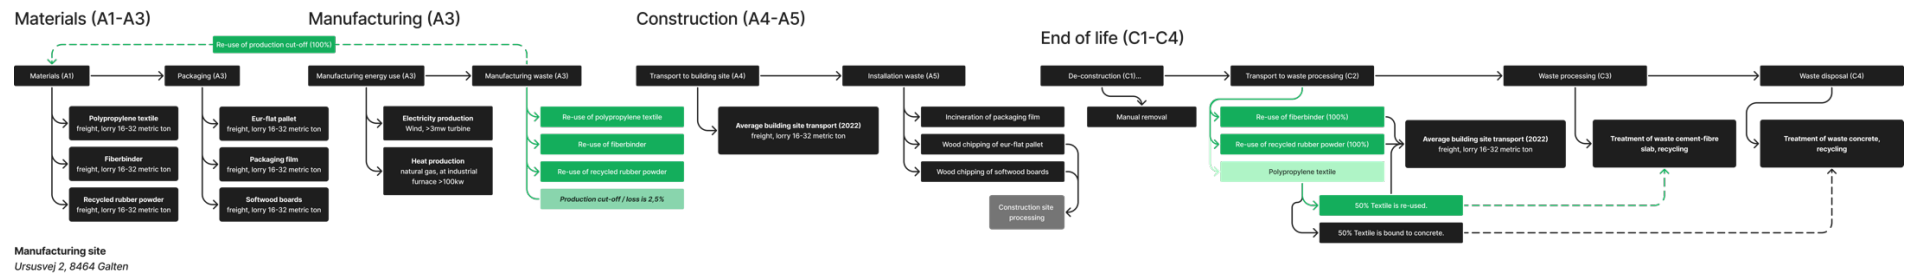 Materials (A1-A3)
Manufacturing (A3)
Construction (A4-A5)
End of life (C1-C4)
Re-use of production cut-off (100%)
Materials (A1)
Packaging (A3)
Manufacturing energy use (A3)
Manufacturing waste (A3)
Transport to building site (A4)
Installation waste (A5)
De-construction (C1)...
Transport to waste processing (C2)
Waste processing (C3)
Waste disposal (C4)
Polypropylene textile
freight, lorry 16-32 metric ton
Fiberbinder
freight, lorry 16-32 metric ton
Recycled rubber powder
freight, lorry 16-32 metric ton
Eur-flat pallet
freight, lorry 16-32 metric ton
Packaging film
freight, lorry 16-32 metric ton
Softwood boards
freight, lorry 16-32 metric ton
Electricity production
Wind, >3mw turbine
Heat production
natural gas, at industrial
furnace >100kw
Re-use of polypropylene textile
Re-use of fiberbinder
Re-use of recycled rubber powder
Production cut-off / loss is 2,5%
Average building site transport (2022)
freight, lorry 16-32 metric ton
Incineration of packaging film
Wood chipping of eur-flat pallet
Wood chipping of softwood boards
Construction site
processing
Manual removal
Re-use of fiberbinder (100%)
Re-use of recycled rubber powder (100%)
Polypropylene textile
50% Textile is re-used.
50% Textile is bound to concrete.
Average building site transport (2022)
freight, lorry 16-32 metric ton
Treatment of waste cement-fibre
slab, recycling
Treatment of waste concrete,
recycling
Manufacturing site
Ursusvej 2, 8464 Galten